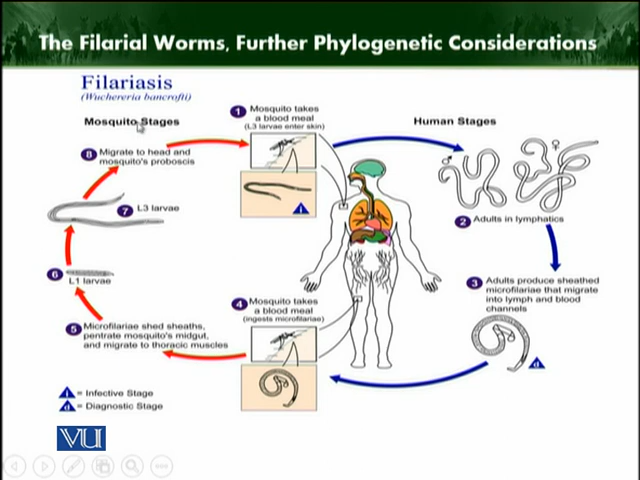 The Filarial Worms, Further Phylogenetic Considerations
Filariasis
(Wuchereria bancrofti)
Mosquito Stages
Human Stages
1 Mosquito takes
a blood meal
(L3 larvae enter skin)
i
♂
♀
2 Adults in lymphatics
3 Adults produce sheathed
microfilariae that migrate
into lymph and blood
channels
d
4 Mosquito takes
a blood meal
(ingests microfilariae)
5 Microfilariae shed sheaths,
pentrate mosquito's midgut,
and migrate to thoracic muscles
6
L1 larvae
7 L3 larvae
8 Migrate to head and
mosquito's proboscis
i = Infective Stage
d = Diagnostic Stage
VU